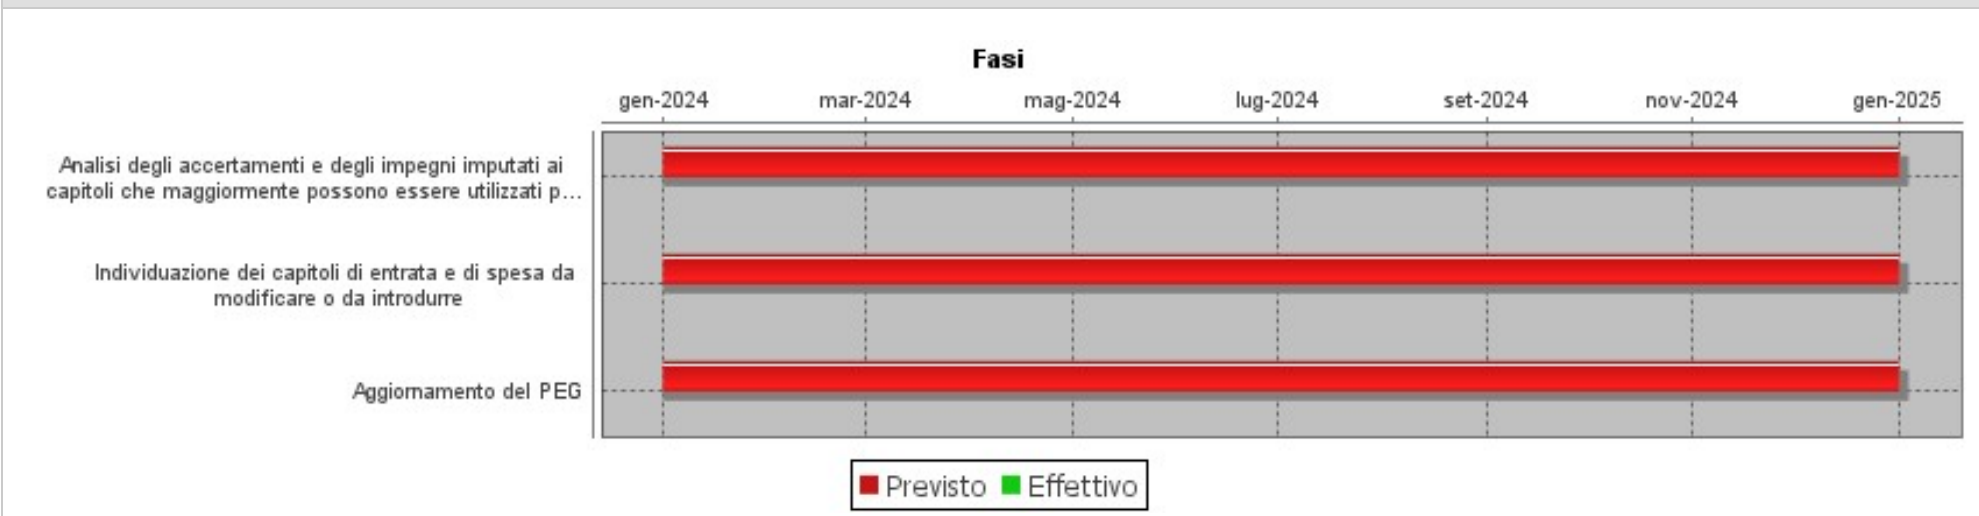 Fasi
gen-2024 mar-2024 mag-2024 lug-2024 set-2024 nov-2024 gen-2025
Analisi degli accertamenti e degli impegni imputati ai
capitoli che maggiormente possono essere utilizzati p...
Individuazione dei capitoli di entrata e di spesa da
modificare o da introdurre
Aggiornamento del PEG
Previsto Effettivo